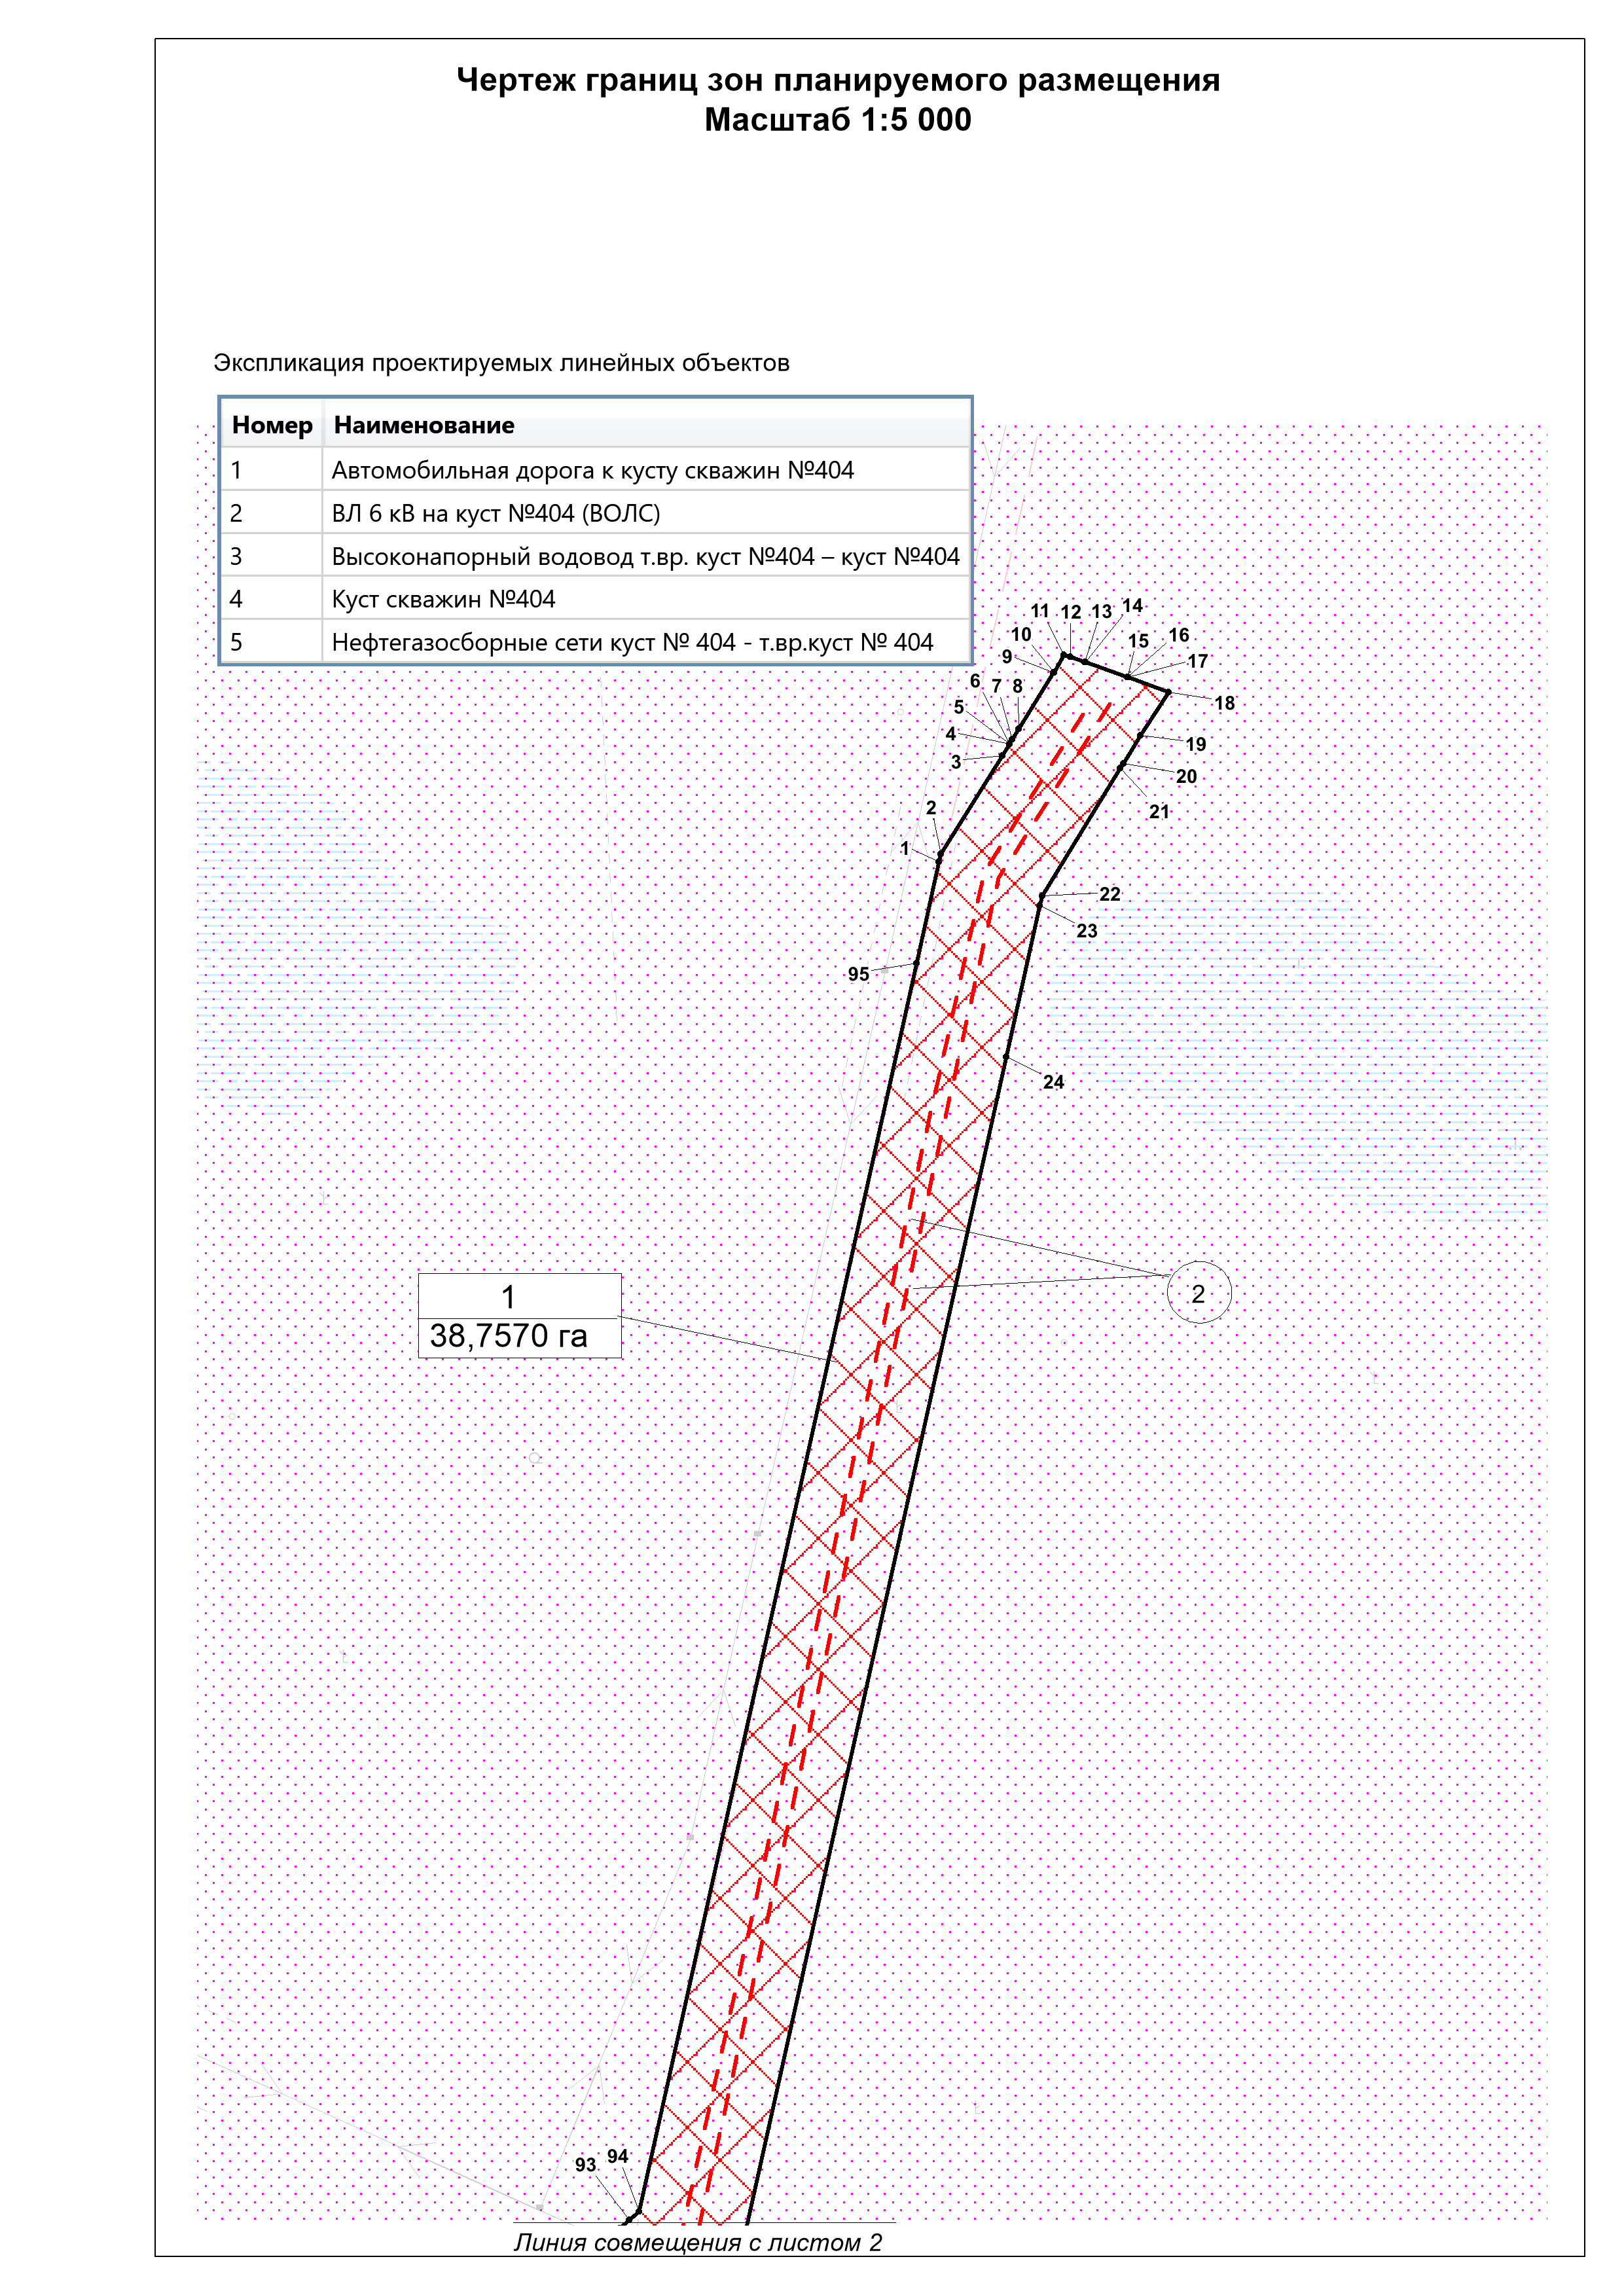 Чертеж границ зон планируемого размещения
Масштаб 1:5 000
Экспликация проектируемых линейных объектов
Номер Наименование
1 Автомобильная дорога к кусту скважин №404
2 ВЛ 6 кВ на куст №404 (ВОЛС)
3 Высоконапорный водовод т.вр. куст №404 – куст №404
4 Куст скважин №404
5 Нефтегазосборные сети куст № 404 - т.вр.куст № 404
11 12 13 14
10 15 16
9 17
6 7 8
18
5
4
3
19
20
21
2
1
22
23
95
24
1
38,7570 га
2
93 94
Линия совмещения с листом 2